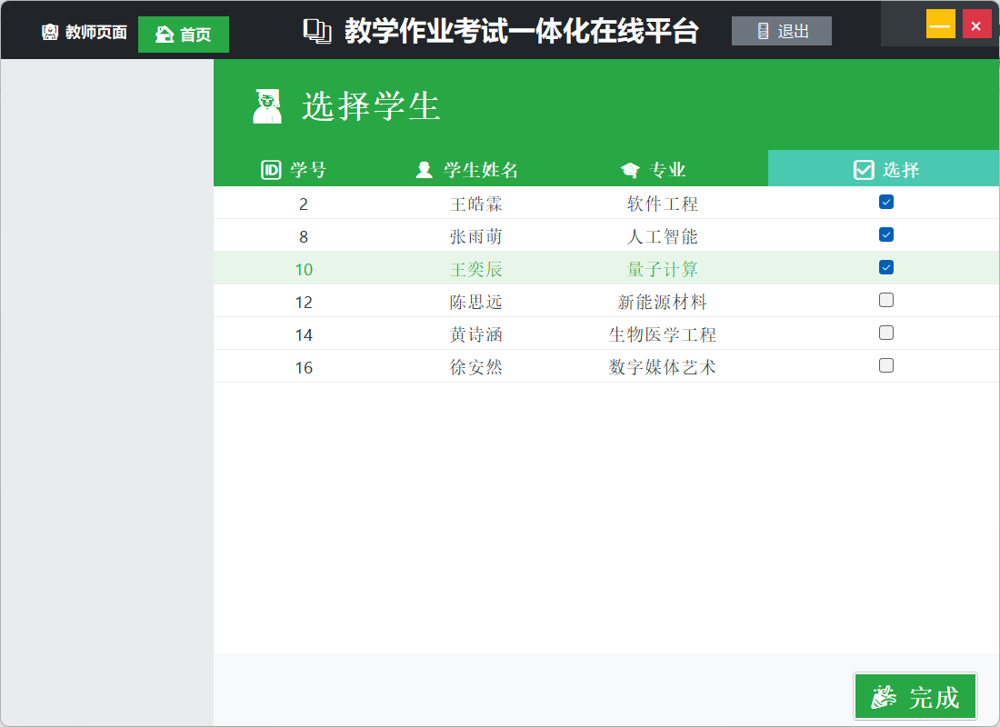 教师页面 首页 教学作业考试一体化在线平台 退出
选择学生
ID 学号 学生姓名 专业 选择
2 王皓霖 软件工程
8 张雨萌 人工智能
10 王奕辰 量子计算
12 陈思远 新能源材料
14 黄诗涵 生物医学工程
16 徐安然 数字媒体艺术
完成